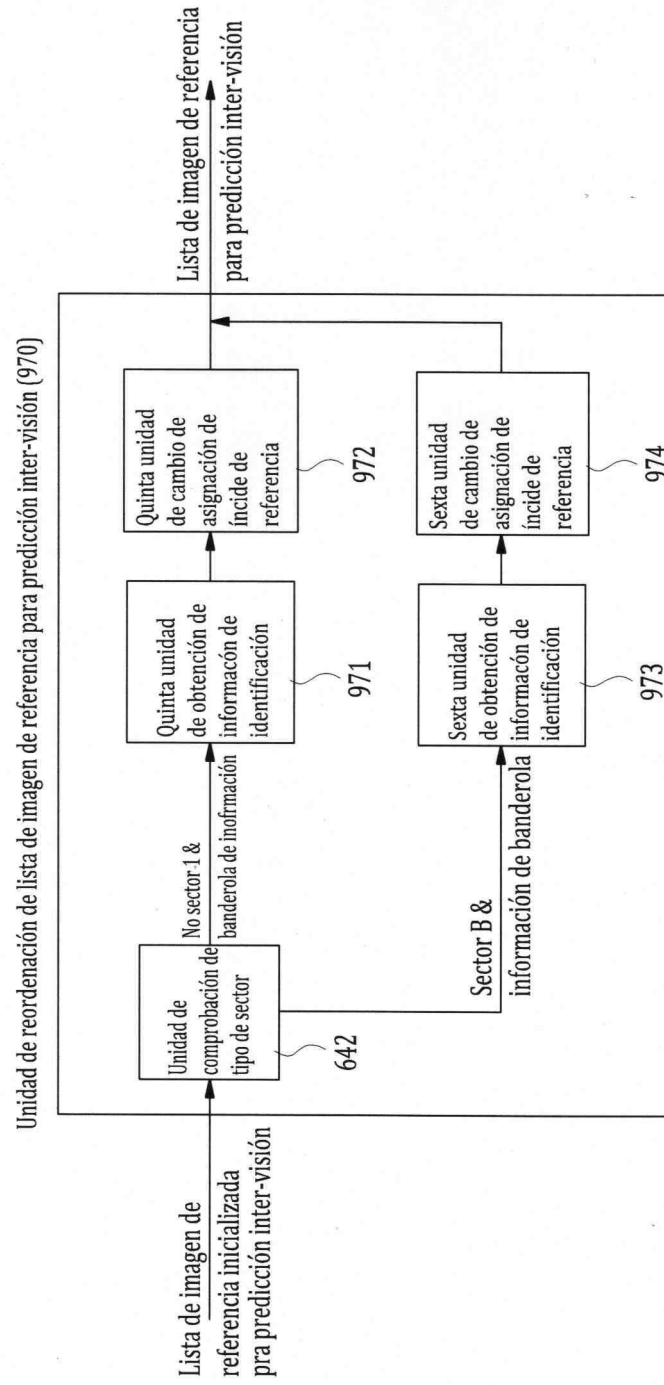 Unidad de reordenación de lista de imagen de referencia para predicción inter-visión (970)
Lista de imagen de
referencia inicializada
pra predicción inter-visión
Unidad de
comprobación de
tipo de sector
642
No sector-1 &
banderola de inofrmación
Quinta unidad
de obtención de
informacón de
identificación
971
Quinta unidad
de cambio de
asignación de
íncide de
referencia
972
Lista de imagen de referencia
para predicción inter-visión
Sector B &
información de banderola
Sexta unidad
de obtención de
informacón de
identificación
973
Sexta unidad
de cambio de
asignación de
íncide de
referencia
974